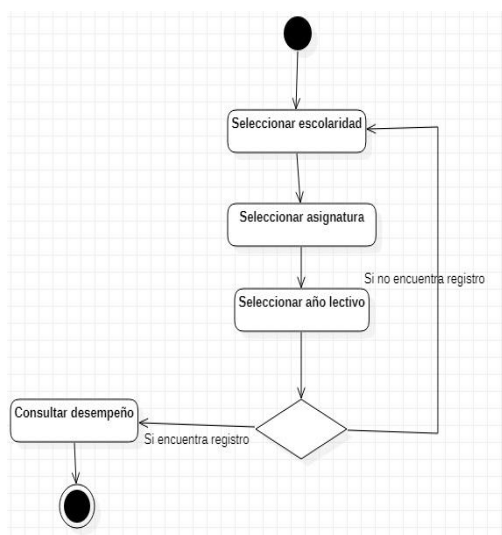 Seleccionar escolaridad
Seleccionar asignatura
Si no encuentra registro
Seleccionar año lectivo
Consultar desempeño
Si encuentra registro